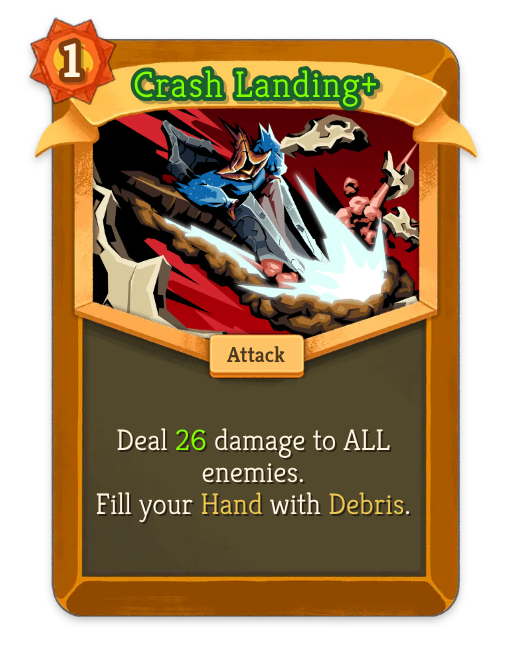 1
Crash Landing+
Attack
Deal 26 damage to ALL
enemies.
Fill your Hand with Debris.